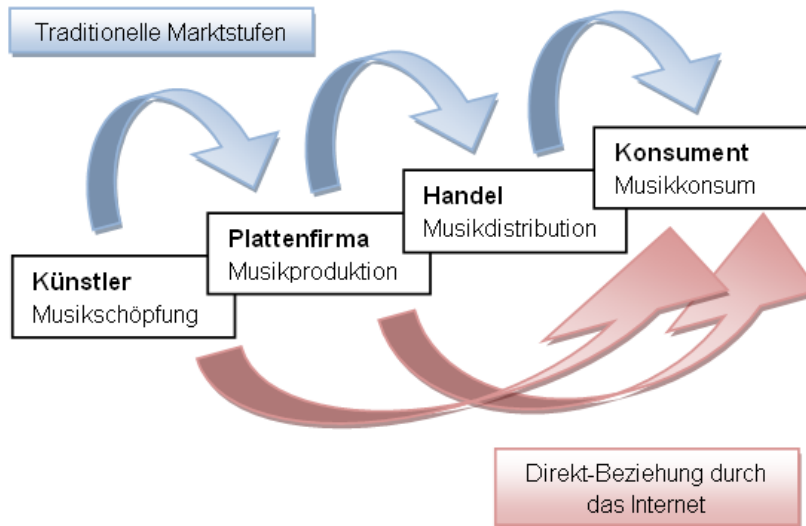 Traditionelle Marktstufen
Konsument
Musikkonsum
Handel
Musikdistribution
Plattenfirma
Musikproduktion
Künstler
Musikschöpfung
Direkt-Beziehung durch
das Internet